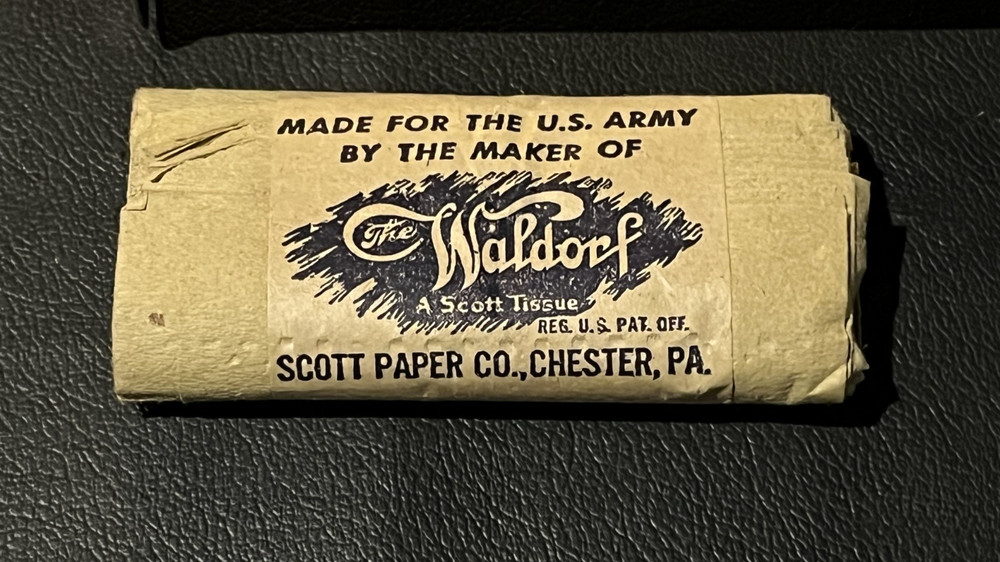 MADE FOR THE U.S. ARMY
BY THE MAKER OF
The Waldorf
A Scott Tissue
REG. U.S. PAT. OFF.
SCOTT PAPER CO., CHESTER, PA.